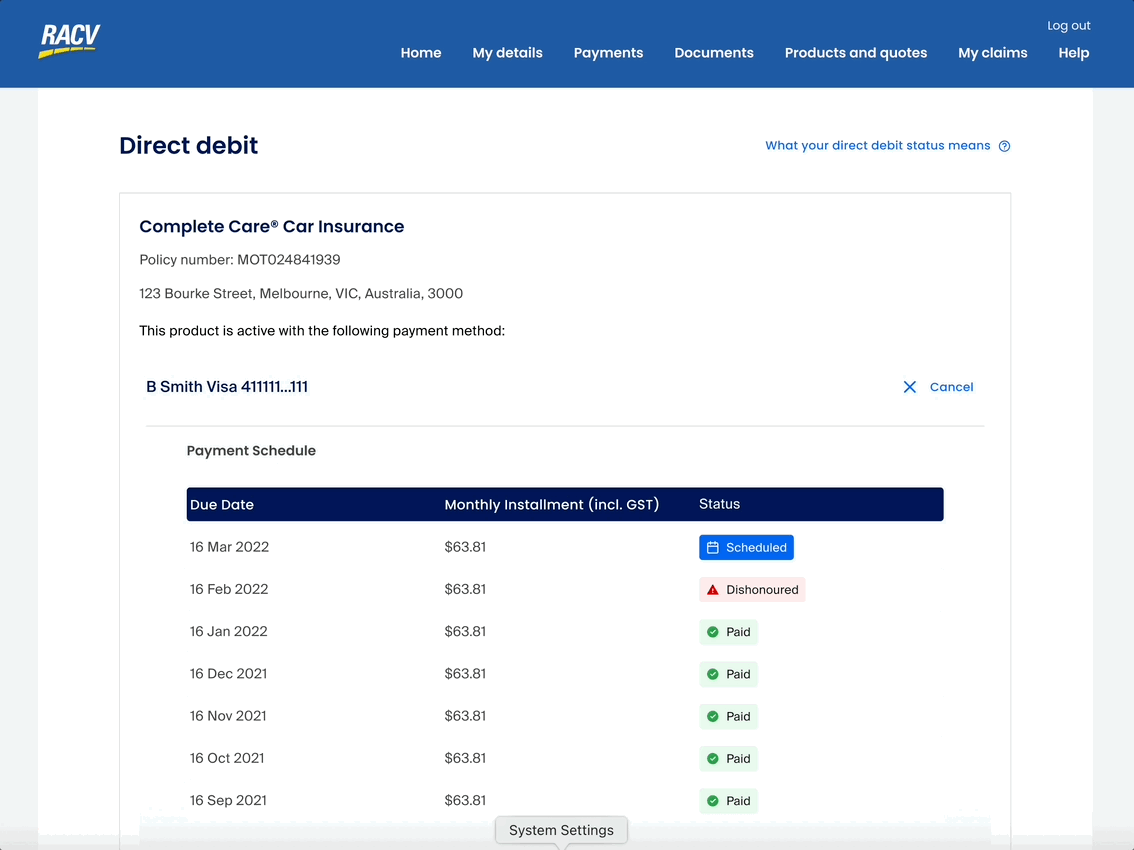 RACV
Log out
Home My details Payments Documents Products and quotes My claims Help
Direct debit
What your direct debit status means
Complete Care® Car Insurance
Policy number: MOT024841939
123 Bourke Street, Melbourne, VIC, Australia, 3000
This product is active with the following payment method:
B Smith Visa 411111...111
Cancel
Payment Schedule
Due Date Monthly Installment (incl. GST) Status
16 Mar 2022 $63.81 Scheduled
16 Feb 2022 $63.81 Dishonoured
16 Jan 2022 $63.81 Paid
16 Dec 2021 $63.81 Paid
16 Nov 2021 $63.81 Paid
16 Oct 2021 $63.81 Paid
16 Sep 2021 $63.81 Paid
System Settings